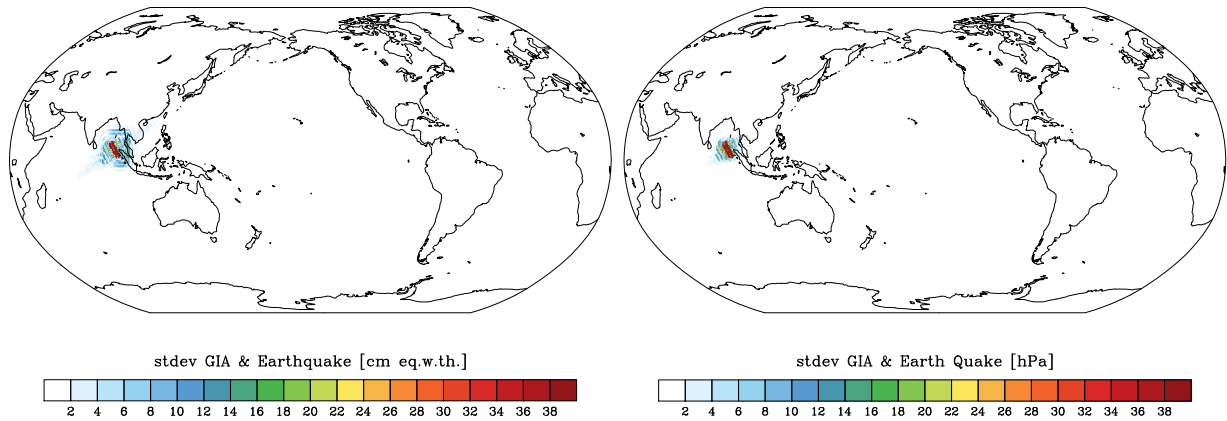 stdev GIA & Earthquake [cm eq.w.th.]
2 4 6 8 10 12 14 16 18 20 22 24 26 28 30 32 34 36 38
stdev GIA & Earth Quake [hPa]
2 4 6 8 10 12 14 16 18 20 22 24 26 28 30 32 34 36 38